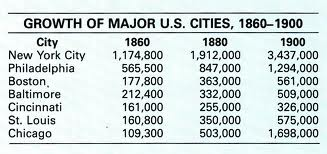 GROWTH OF MAJOR U.S. CITIES, 1860–1900
City 1860 1880 1900
New York City 1,174,800 1,912,000 3,437,000
Philadelphia 565,500 847,000 1,294,000
Boston 177,800 363,000 561,000
Baltimore 212,400 332,000 509,000
Cincinnati 161,000 255,000 326,000
St. Louis 160,800 350,000 575,000
Chicago 109,300 503,000 1,698,000